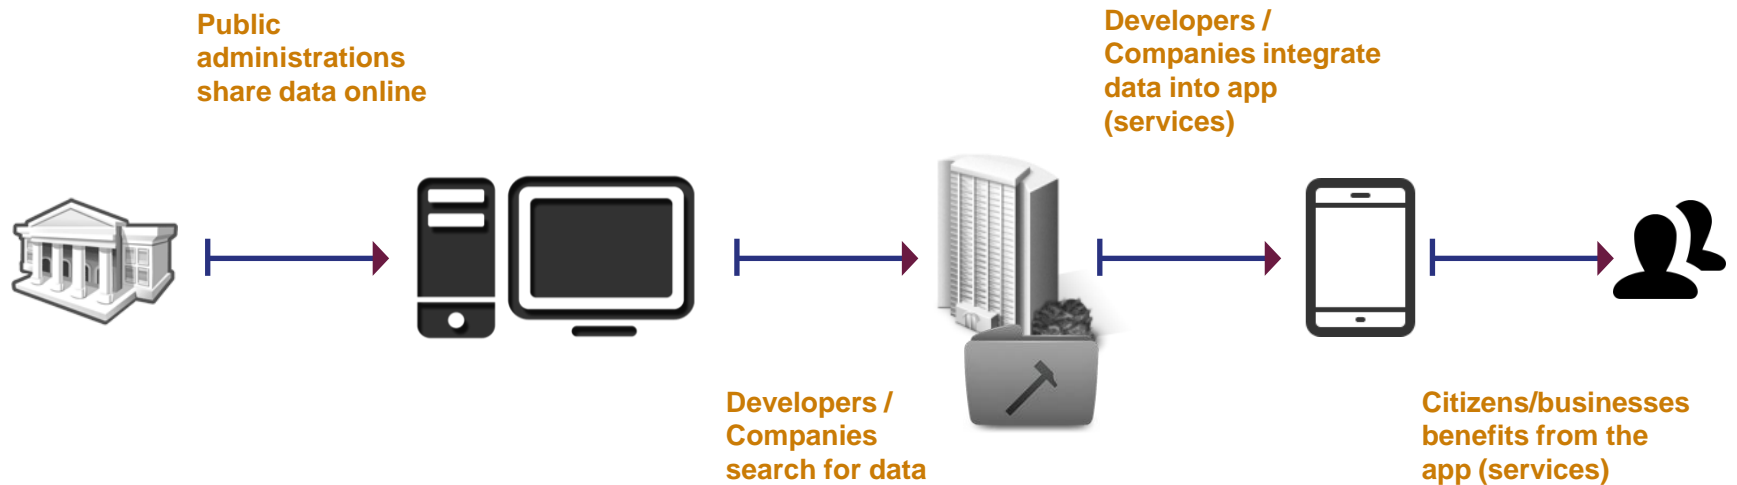 Public
administrations
share data online
Developers /
Companies
search for data
Developers /
Companies integrate
data into app
(services)
Citizens/businesses
benefits from the
app (services)